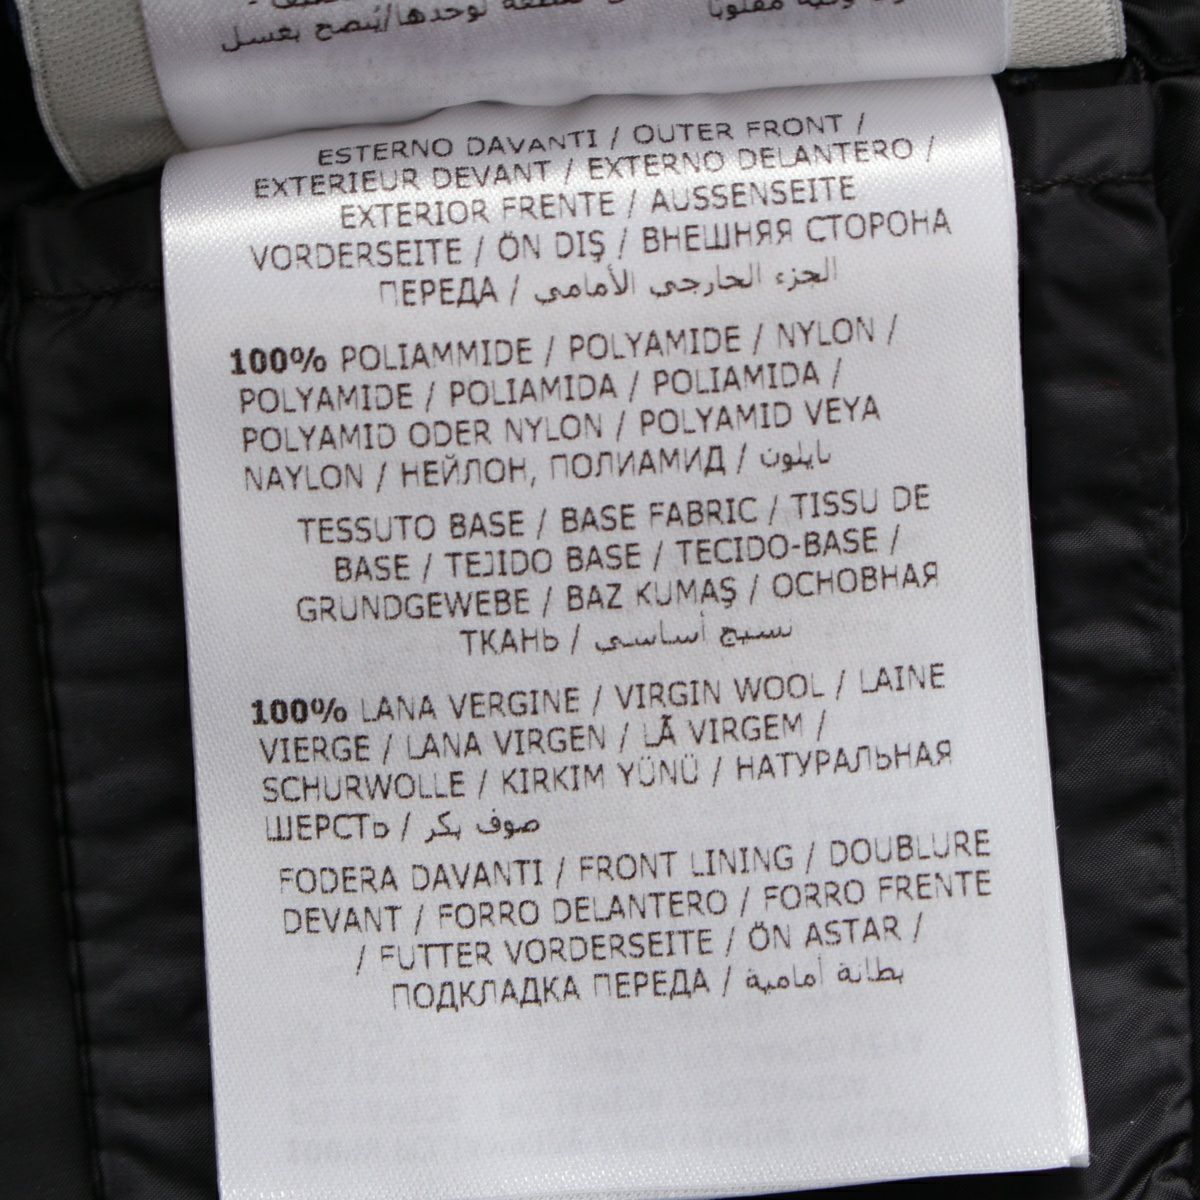 لوحدها/يُنصح بغسل
مقلوبًا
ESTERNO DAVANTI / OUTER FRONT /
EXTERIEUR DEVANT / EXTERNO DELANTERO /
EXTERIOR FRENTE / AUSSENSEITE
VORDERSEITE / ÖN DIŞ / ВНЕШНЯЯ СТОРОНА
ПЕРЕДА / الجزء الخارجي الأمامي
100% POLIAMMIDE / POLYAMIDE / NYLON /
POLYAMIDE / POLIAMIDA / POLIAMIDA /
POLYAMID ODER NYLON / POLYAMID VEYA
NAYLON / НЕЙЛОН, ПОЛИАМИД / نايلون
TESSUTO BASE / BASE FABRIC / TISSU DE
BASE / TEJIDO BASE / TECIDO-BASE /
GRUNDGEWEBE / BAZ KUMAŞ / ОСНОВНАЯ
ТКАНЬ / نسيج أساسي
100% LANA VERGINE / VIRGIN WOOL / LAINE
VIERGE / LANA VIRGEN / LÃ VIRGEM /
SCHURWOLLE / KIRKIM YÜNÜ / НАТУРАЛЬНАЯ
ШЕРСТЬ / صوف بكر
FODERA DAVANTI / FRONT LINING / DOUBLURE
DEVANT / FORRO DELANTERO / FORRO FRENTE
/ FUTTER VORDERSEITE / ÖN ASTAR /
ПОДКЛАДКА ПЕРЕДА / بطانة أمامية